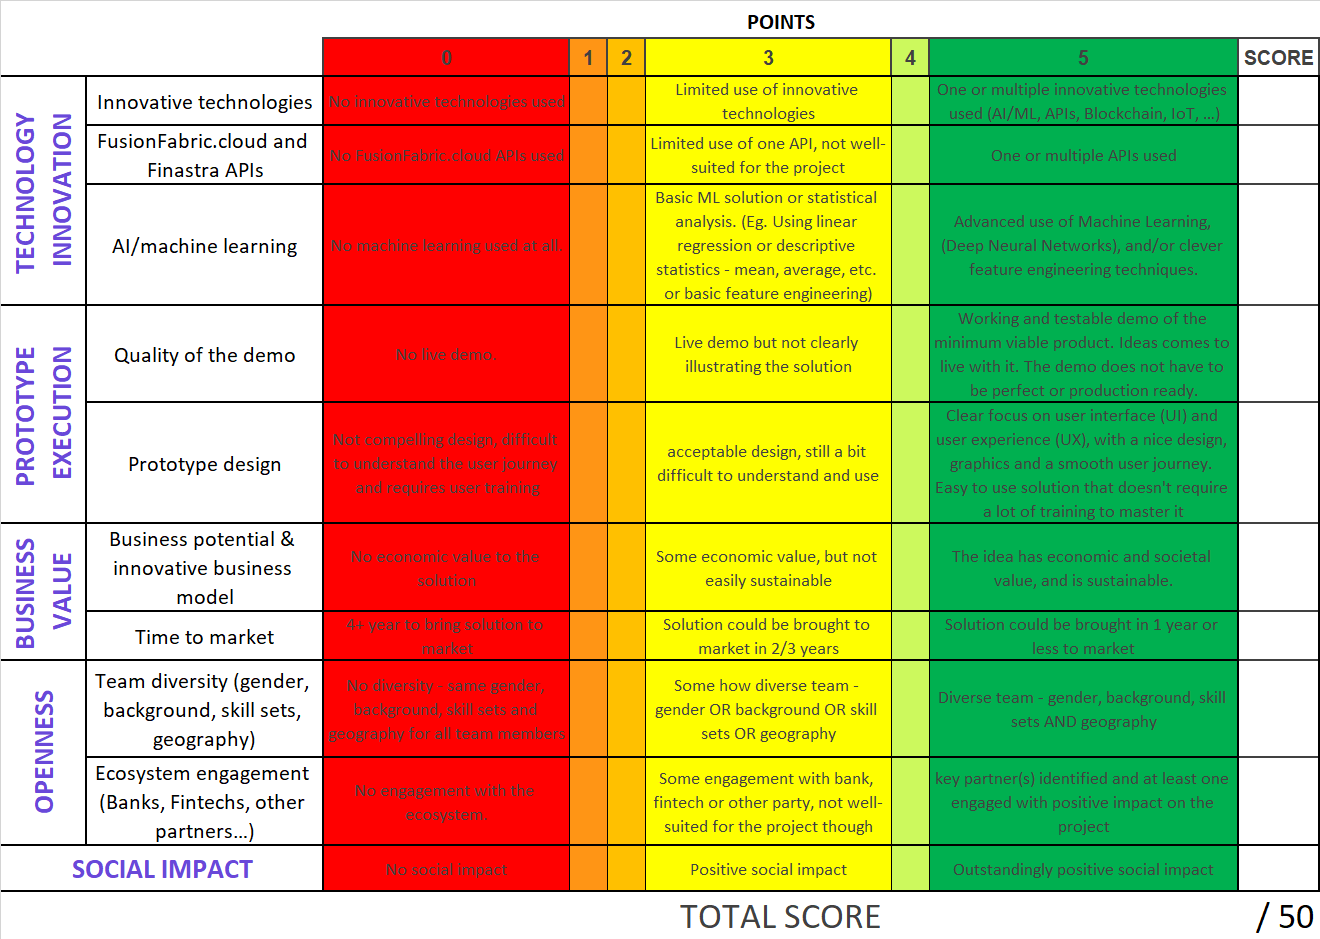 POINTS
0 1 2 3 4 5 SCORE
TECHNOLOGY
INNOVATION
Innovative technologies
No innovative technologies used
Limited use of innovative
technologies
One or multiple innovative technologies
used (AI/ML, APIs, Blockchain, IoT, ...)
FusionFabric.cloud and
Finastra APIs
No FusionFabric.cloud APIs used
Limited use of one API, not well-
suited for the project
One or multiple APIs used
AI/machine learning
No machine learning used at all.
Basic ML solution or statistical
analysis. (Eg. Using linear
regression or descriptive
statistics - mean, average, etc.
or basic feature engineering)
Advanced use of Machine Learning,
(Deep Neural Networks), and/or clever
feature engineering techniques.
PROTOTYPE
EXECUTION
Quality of the demo
No live demo.
Live demo but not clearly
illustrating the solution
Working and testable demo of the
minimum viable product. Ideas comes to
live with it. The demo does not have to
be perfect or production ready.
Prototype design
Not compelling design, difficult
to understand the user journey
and requires user training
acceptable design, still a bit
difficult to understand and use
Clear focus on user interface (UI) and
user experience (UX), with a nice design,
graphics and a smooth user journey.
Easy to use solution that doesn't require
a lot of training to master it
BUSINESS
VALUE
Business potential &
innovative business
model
No economic value to the
solution
Some economic value, but not
easily sustainable
The idea has economic and societal
value, and is sustainable.
Time to market
4+ year to bring solution to
market
Solution could be brought to
market in 2/3 years
Solution could be brought in 1 year or
less to market
OPENNESS
Team diversity (gender,
background, skill sets,
geography)
No diversity - same gender,
background, skill sets and
geography for all team members
Some how diverse team -
gender OR background OR skill
sets OR geography
Diverse team - gender, background, skill
sets AND geography
Ecosystem engagement
(Banks, Fintechs, other
partners...)
No engagement with the
ecosystem.
Some engagement with bank,
fintech or other party, not well-
suited for the project though
key partner(s) identified and at least one
engaged with positive impact on the
project
SOCIAL IMPACT
No social impact
Positive social impact
Outstandingly positive social impact
TOTAL SCORE / 50